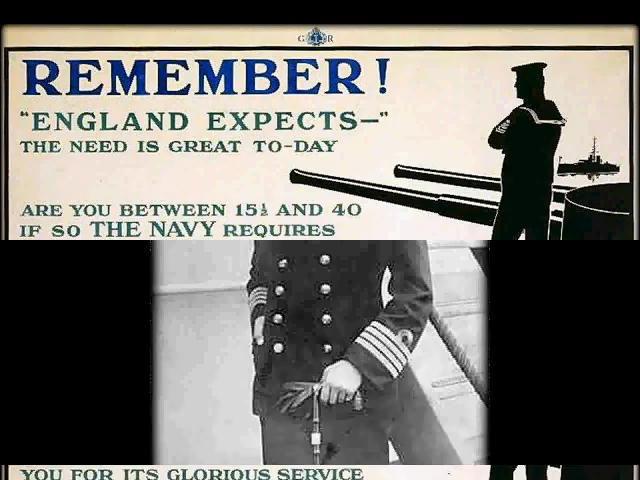 G R
REMEMBER!
"ENGLAND EXPECTS—"
THE NEED IS GREAT TO-DAY
ARE YOU BETWEEN 15½ AND 40
IF SO THE NAVY REQUIRES
YOU FOR ITS GLORIOUS SERVICE